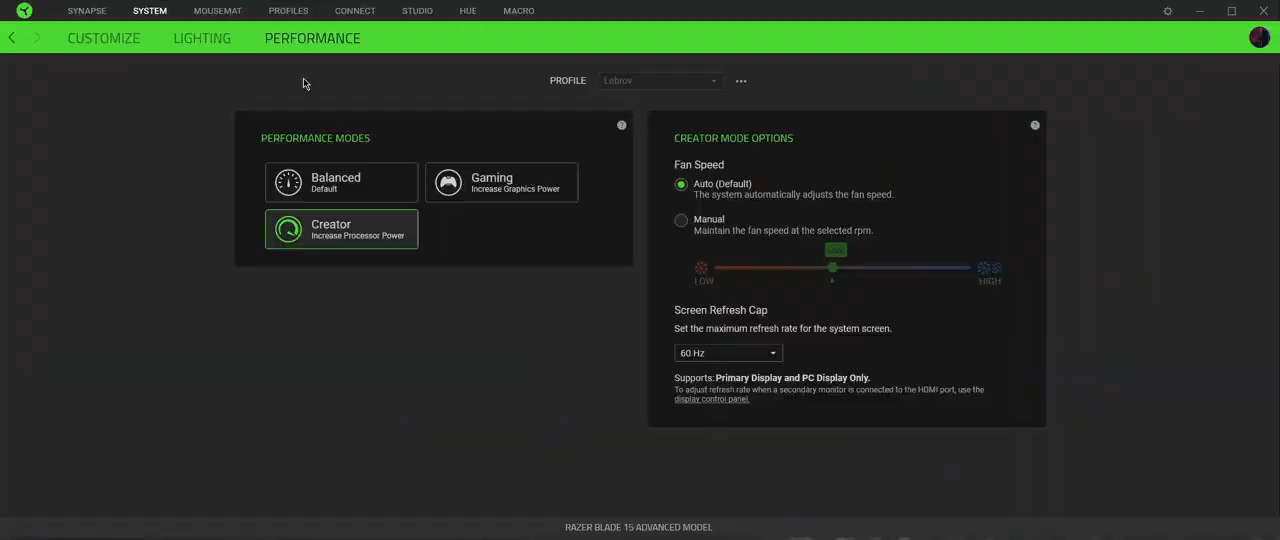 SYNAPSE SYSTEM MOUSEMAT PROFILES CONNECT STUDIO HUE MACRO
CUSTOMIZE LIGHTING PERFORMANCE
PROFILE Lebrov
PERFORMANCE MODES
Balanced
Default
Gaming
Increase Graphics Power
Creator
Increase Processor Power
CREATOR MODE OPTIONS
Fan Speed
Auto (Default)
The system automatically adjusts the fan speed.
Manual
Maintain the fan speed at the selected rpm.
LOW HIGH
Screen Refresh Cap
Set the maximum refresh rate for the system screen.
60 Hz
Supports: Primary Display and PC Display Only.
To adjust refresh rate when a secondary monitor is connected to the HDMI port, use the
display control panel.
RAZER BLADE 15 ADVANCED MODEL